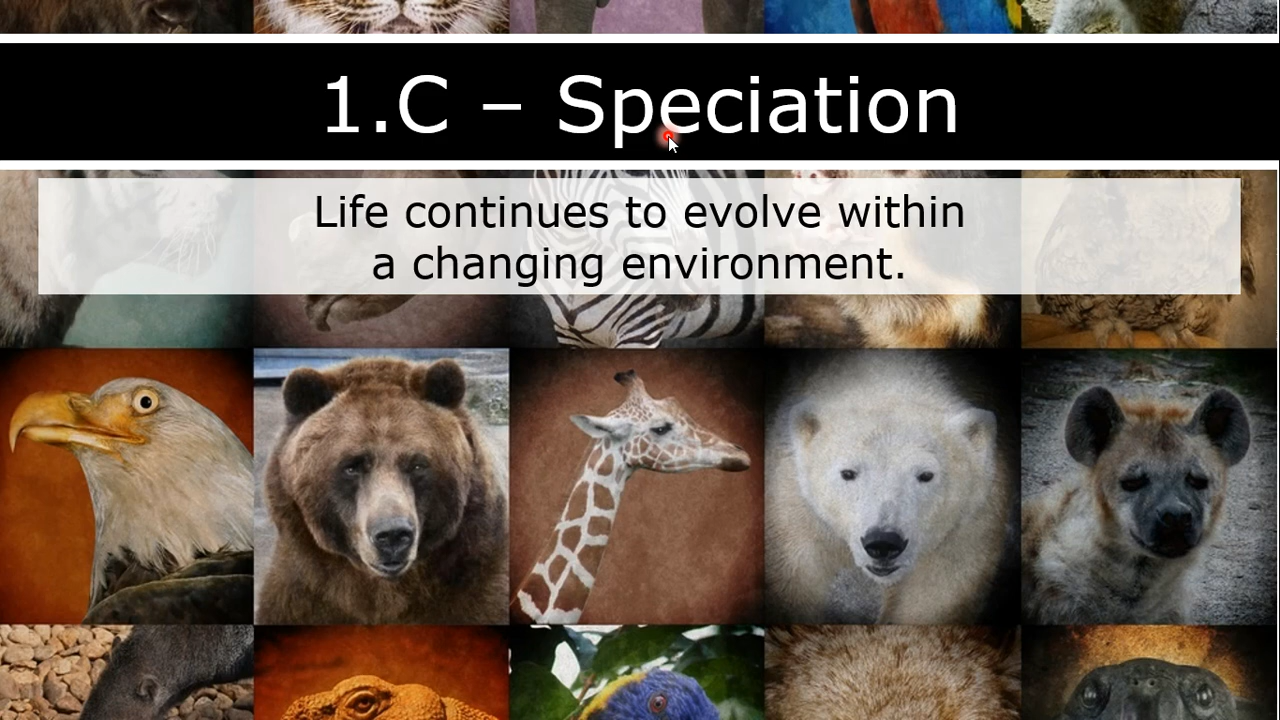 1.C – Speciation
Life continues to evolve within
a changing environment.